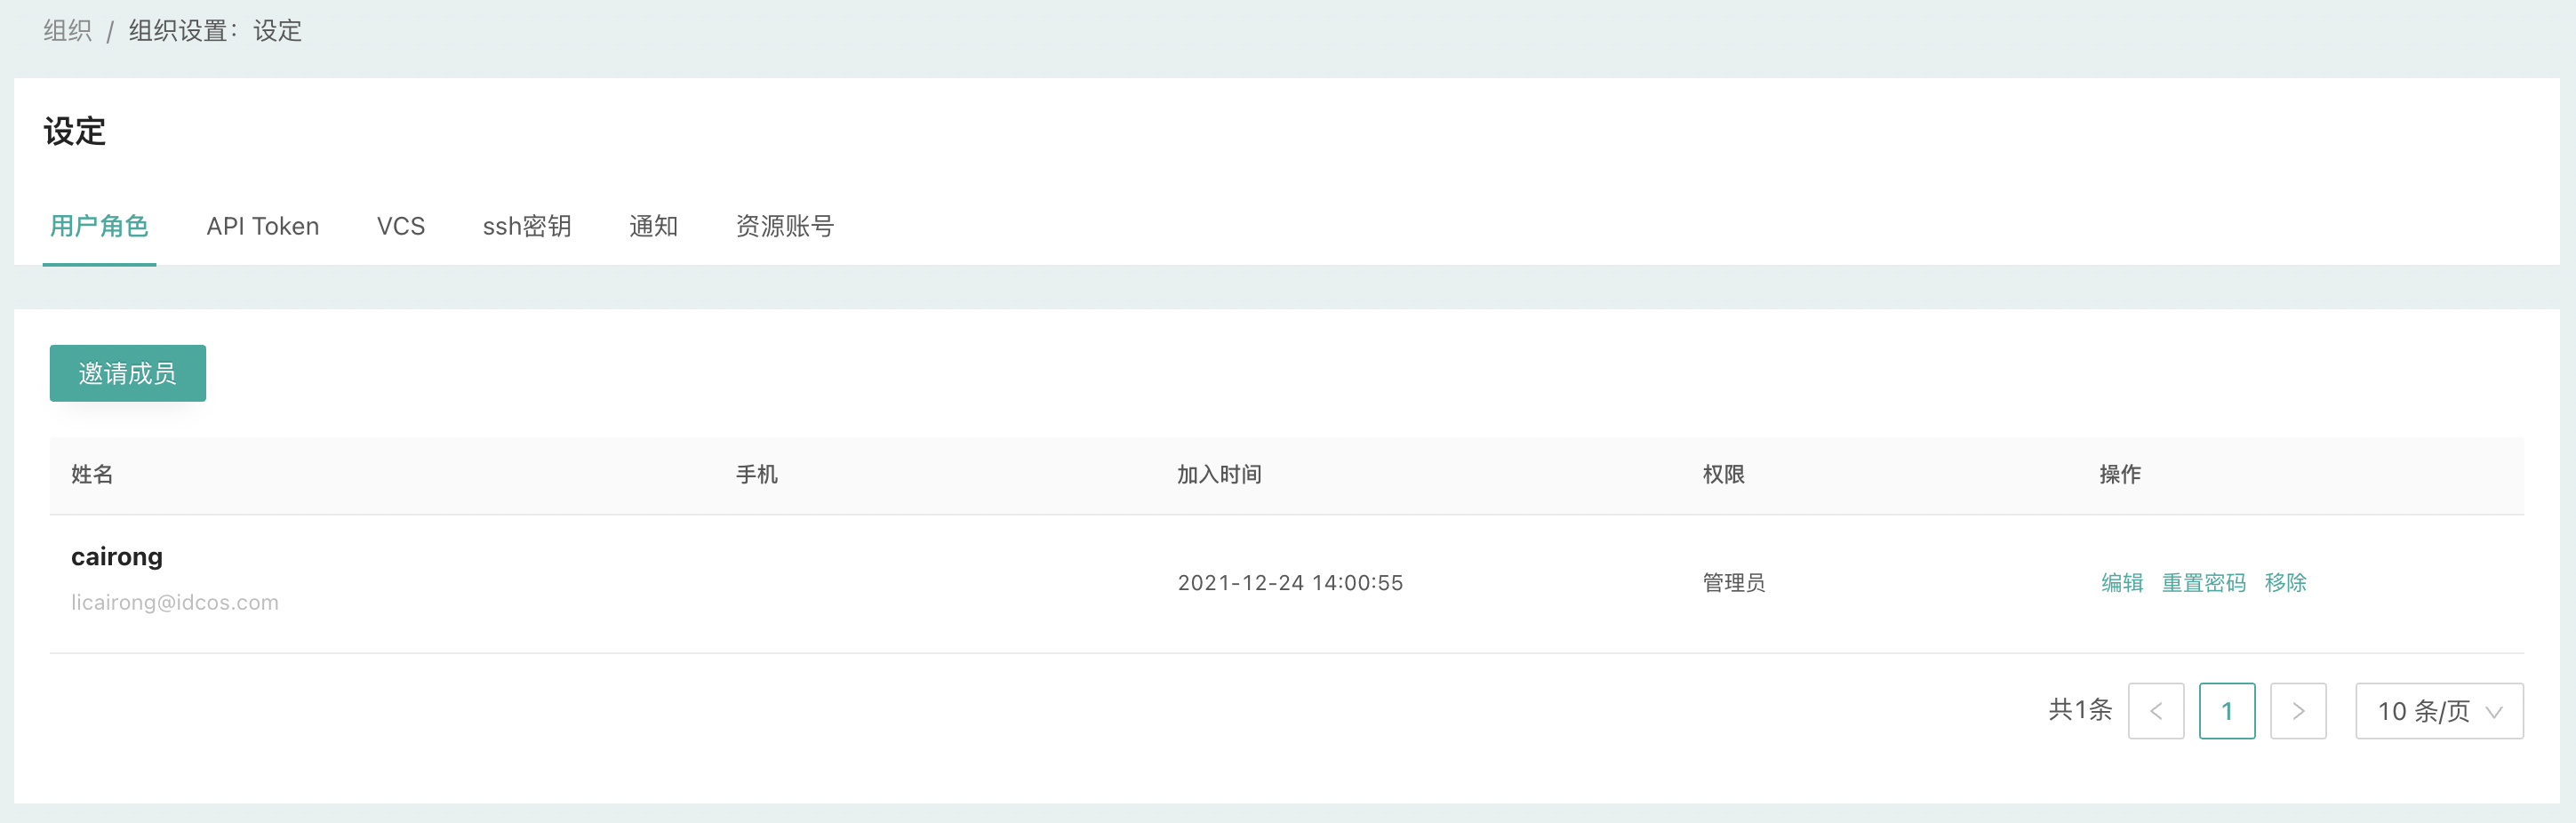 组织 / 组织设置：设定
设定
用户角色 API Token VCS ssh密钥 通知 资源账号
邀请成员
姓名 手机 加入时间 权限 操作
cairong
licairong@idcos.com
2021-12-24 14:00:55 管理员 编辑 重置密码 移除
共1条 < 1 > 10 条/页